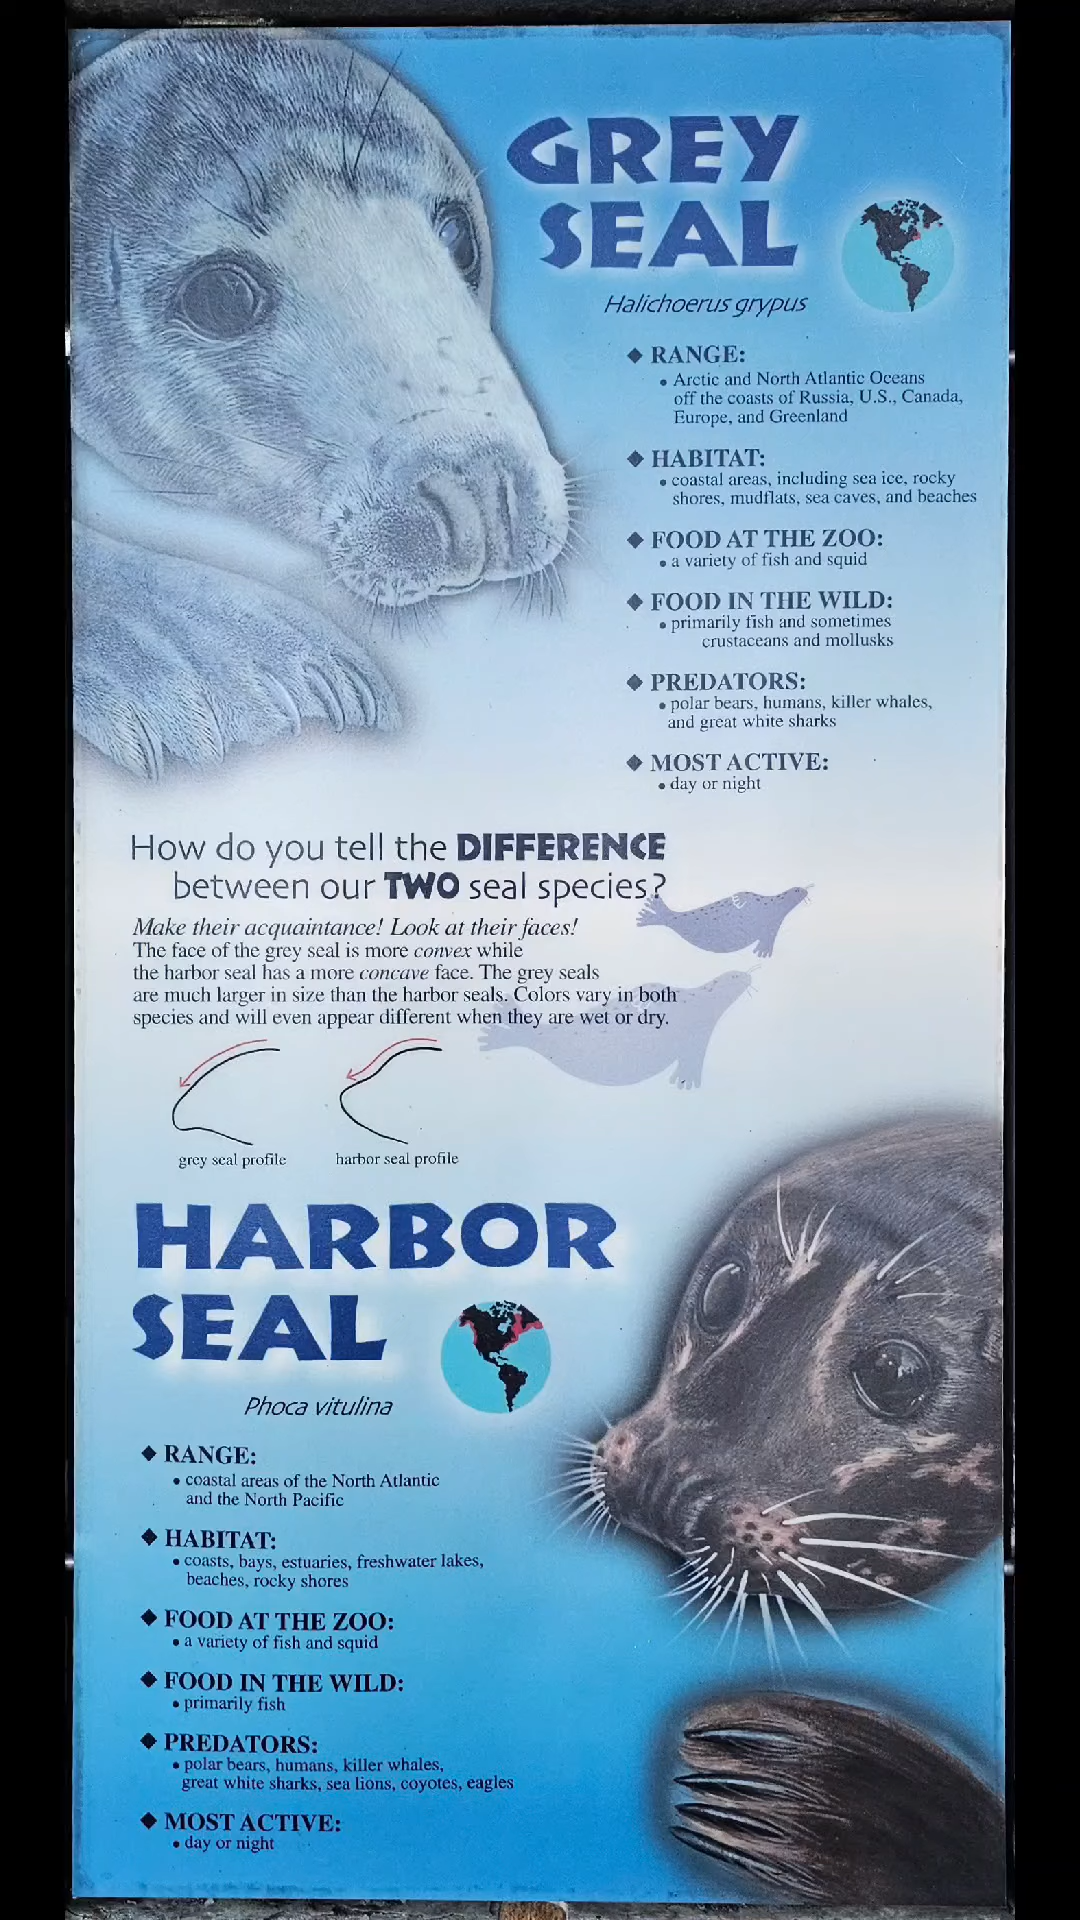 GREY
SEAL
Halichoerus grypus
◆ RANGE:
• Arctic and North Atlantic Oceans
off the coasts of Russia, U.S., Canada,
Europe, and Greenland
◆ HABITAT:
• coastal areas, including sea ice, rocky
shores, mudflats, sea caves, and beaches
◆ FOOD AT THE ZOO:
• a variety of fish and squid
◆ FOOD IN THE WILD:
• primarily fish and sometimes
crustaceans and mollusks
◆ PREDATORS:
• polar bears, humans, killer whales,
and great white sharks
◆ MOST ACTIVE:
• day or night
How do you tell the DIFFERENCE
between our TWO seal species?
Make their acquaintance! Look at their faces!
The face of the grey seal is more convex while
the harbor seal has a more concave face. The grey seals
are much larger in size than the harbor seals. Colors vary in both
species and will even appear different when they are wet or dry.
grey seal profile
harbor seal profile
HARBOR
SEAL
Phoca vitulina
◆ RANGE:
• coastal areas of the North Atlantic
and the North Pacific
◆ HABITAT:
• coasts, bays, estuaries, freshwater lakes,
beaches, rocky shores
◆ FOOD AT THE ZOO:
• a variety of fish and squid
◆ FOOD IN THE WILD:
• primarily fish
◆ PREDATORS:
• polar bears, humans, killer whales,
great white sharks, sea lions, coyotes, eagles
◆ MOST ACTIVE:
• day or night